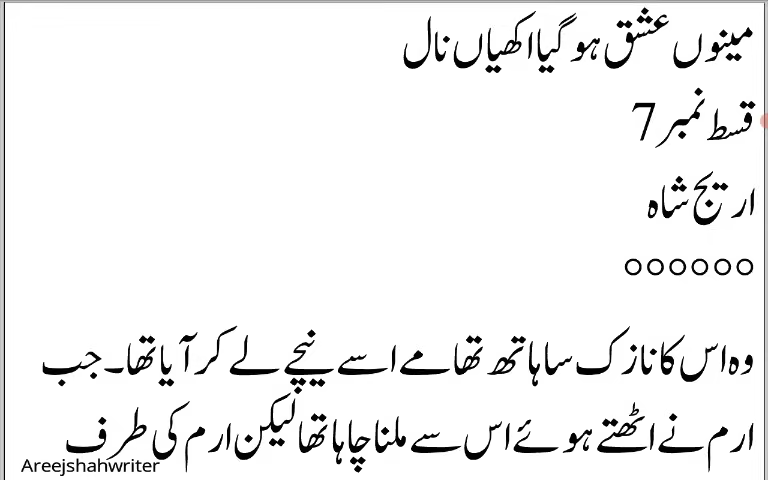 مینوں عشق ہو گیا اکھیاں نال
قسط نمبر 7
اریج شاہ
○○○○○○
وہ اس کا نازک سا ہاتھ تھامے اسے نیچے لے کر آیا تھا۔ جب
ارم نے اٹھتے ہوئے اس سے ملنا چاہا تھا لیکن ارم کی طرف
Areejshahwriter